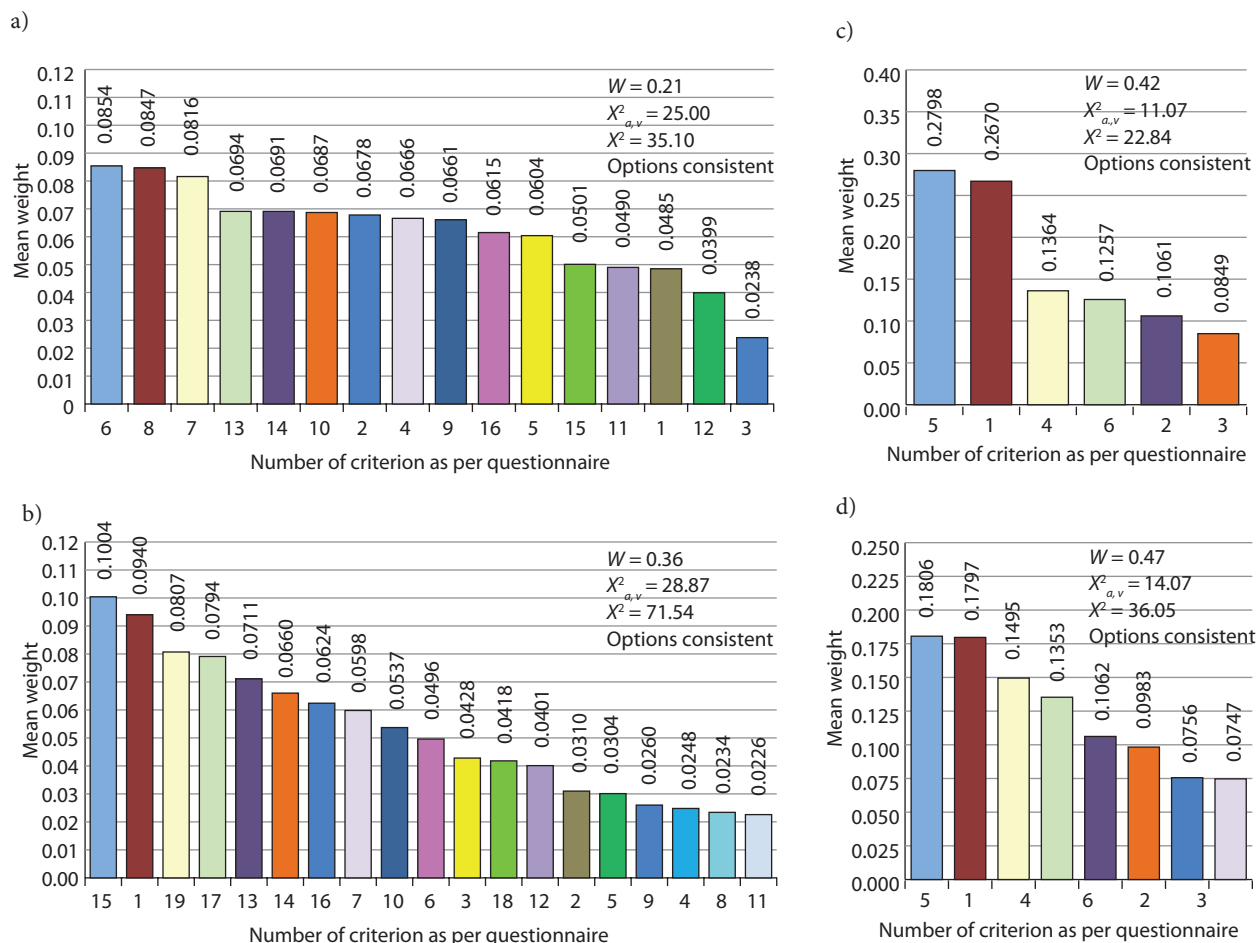 a)
0.12
0.11
0.10
0.09
0.08
0.07
0.06
0.05
0.04
0.03
0.02
0.01
0
Mean weight
0.0854
0.0847
0.0816
0.0694
0.0691
0.0687
0.0678
0.0666
0.0661
0.0615
0.0604
0.0501
0.0490
0.0485
0.0399
0.0238
W = 0.21
X²a, v = 25.00
X² = 35.10
Options consistent
6 8 7 13 14 10 2 4 9 16 5 15 11 1 12 3
Number of criterion as per questionnaire
c)
0.40
0.30
0.25
0.20
0.15
0.10
0.05
0.00
Mean weight
0.2798
0.2670
0.1364
0.1257
0.1061
0.0849
W = 0.42
X²a,,v = 11.07
X² = 22.84
Options consistent
5 1 4 6 2 3
Number of criterion as per questionnaire
b)
0.12
0.11
0.10
0.09
0.08
0.07
0.06
0.05
0.04
0.03
0.02
0.01
0.00
Mean weight
0.1004
0.0940
0.0807
0.0794
0.0711
0.0660
0.0624
0.0598
0.0537
0.0496
0.0428
0.0418
0.0401
0.0310
0.0304
0.0260
0.0248
0.0234
0.0226
W = 0.36
X²a, v = 28.87
X² = 71.54
Options consistent
15 1 19 17 13 14 16 7 10 6 3 18 12 2 5 9 4 8 11
Number of criterion as per questionnaire
d)
0.250
0.225
0.200
0.175
0.150
0.125
0.100
0.075
0.050
0.025
0.000
Mean weight
0.1806
0.1797
0.1495
0.1353
0.1062
0.0983
0.0756
0.0747
W = 0.47
X²a, v = 14.07
X² = 36.05
Options consistent
5 1 4 6 2 3
Number of criterion as per questionnaire